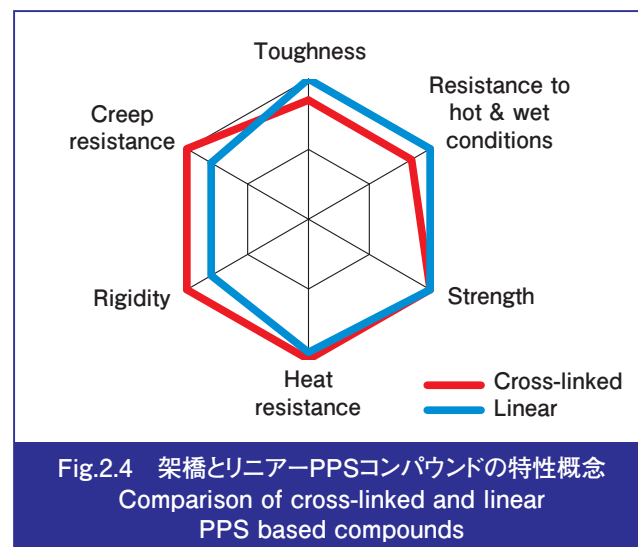 Toughness
Creep
resistance
Resistance to
hot & wet
conditions
Rigidity
Strength
Heat
resistance
Cross-linked
Linear
Fig.2.4 架橋とリニアーPPSコンパウンドの特性概念
Comparison of cross-linked and linear
PPS based compounds